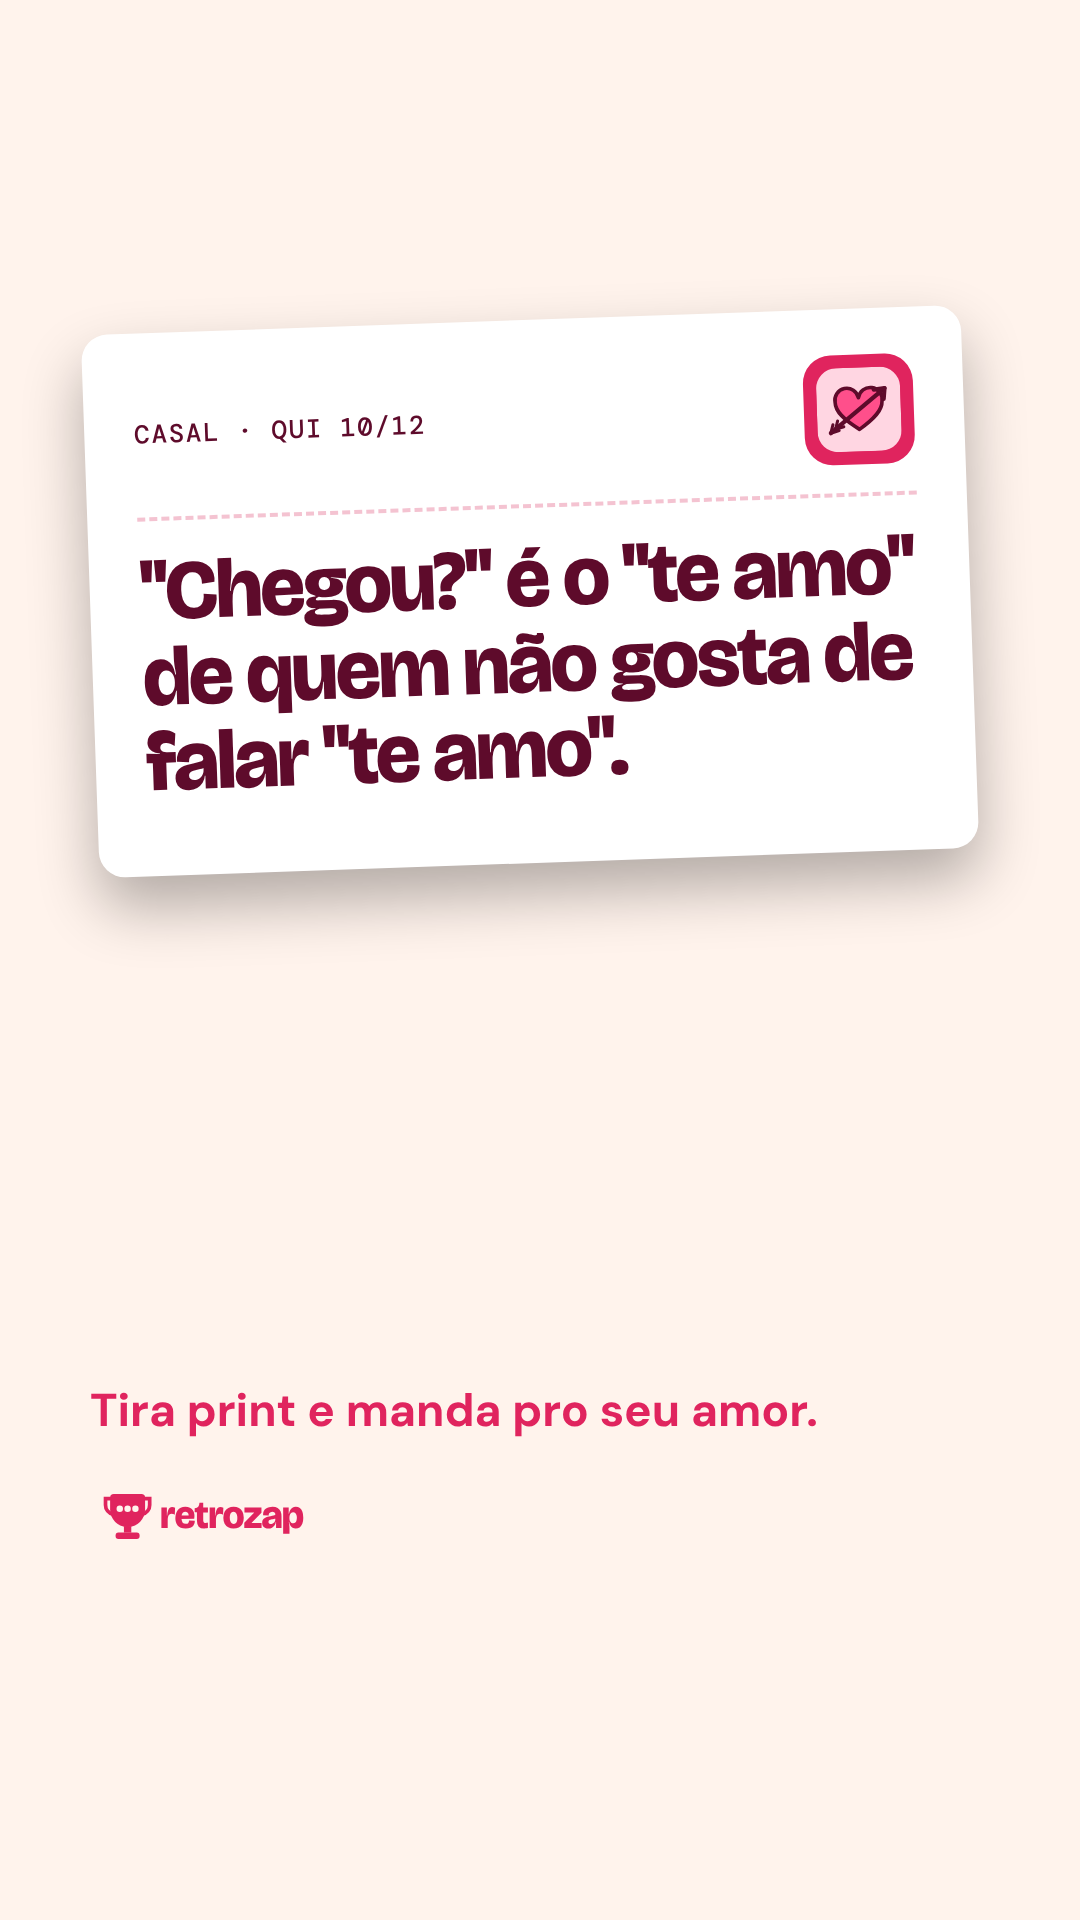 CASAL · QUI 10/12
"Chegou?" é o "te amo"
de quem não gosta de
falar "te amo".
Tira print e manda pro seu amor.
retrozap